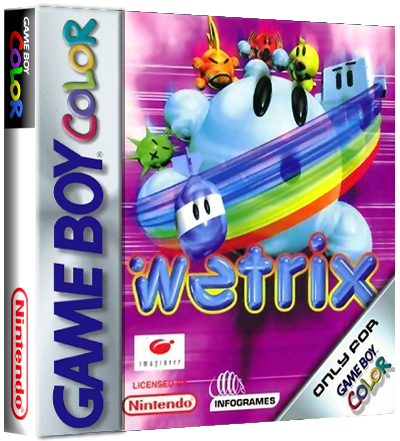 GAME BOY
COLOR
Nintendo
GAME BOY COLOR
wetrix
imagineer
LICENSED BY
Nintendo
INFOGRAMES
ONLY FOR
GAME BOY
COLOR